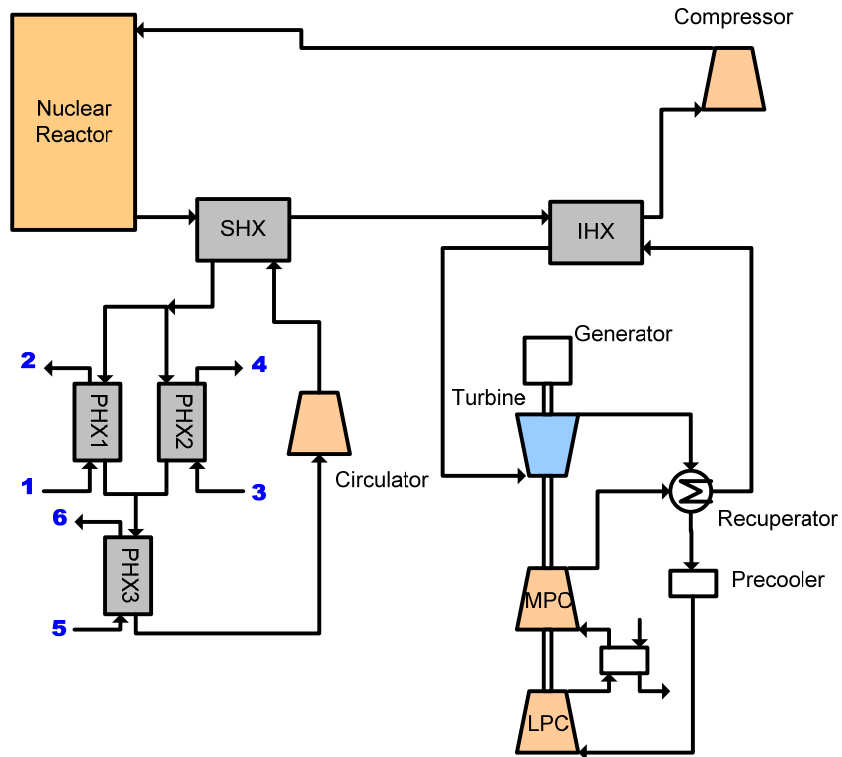 Compressor
Nuclear
Reactor
SHX
IHX
Generator
2
4
Turbine
PHX1
PHX2
Circulator
1
3
6
Recuperator
PHX3
Precooler
MPC
5
LPC